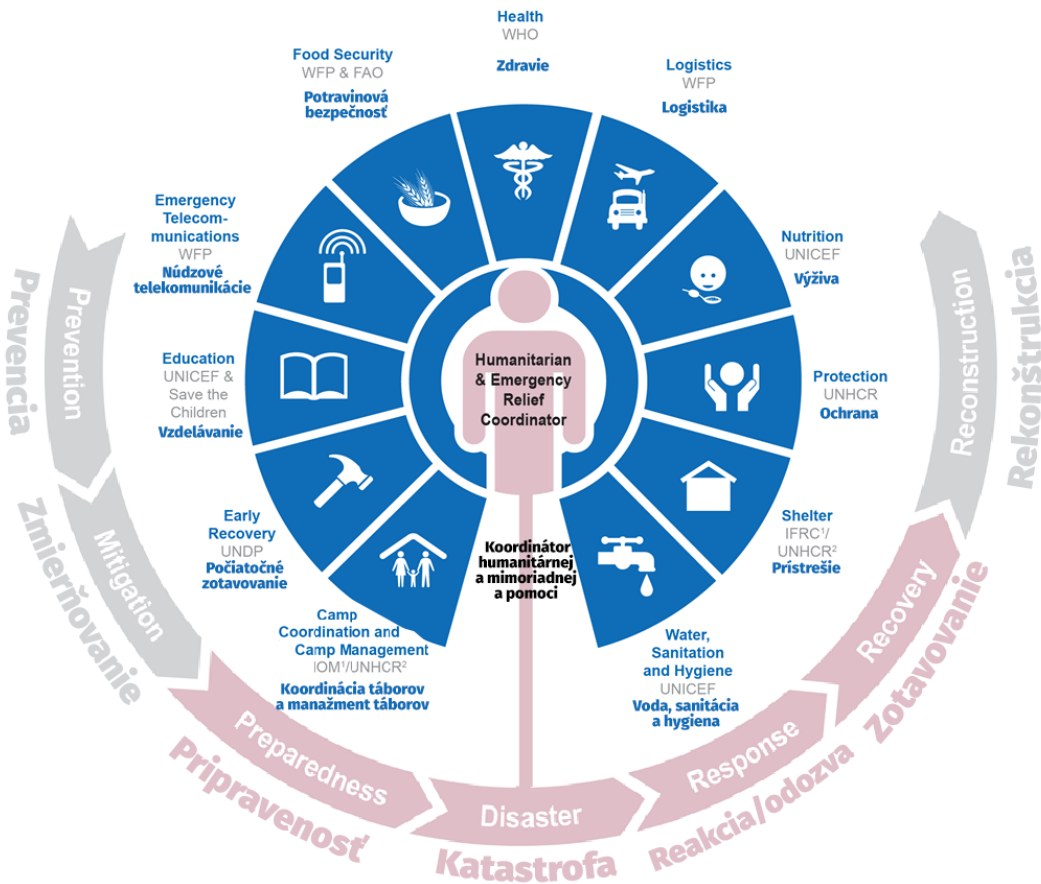 Health
WHO
Zdravie
Food Security
WFP & FAO
Potravinová
bezpečnosť
Logistics
WFP
Logistika
Emergency
Telecom-
munications
WFP
Núdzové
telekomunikácie
Nutrition
UNICEF
Výživa
Education
UNICEF &
Save the
Children
Vzdelávanie
Humanitarian
& Emergency
Relief
Coordinator
Protection
UNHCR
Ochrana
Early
Recovery
UNDP
Počiatočné
zotavovanie
Koordinátor
humanitárnej
a mimoriadnej
a pomoci
Shelter
IFRC¹/
UNHCR²
Prístrešie
Camp
Coordination and
Camp Management
IOM¹/UNHCR²
Koordinácia táborov
a manažment táborov
Water,
Sanitation
and Hygiene
UNICEF
Voda, sanitácia
a hygiena
Prevention
Prevencia
Mitigation
Zmierňovanie
Preparedness
Pripravenosť
Disaster
Katastrofa
Response
Reakcia/odozva
Recovery
Zotavovanie
Reconstruction
Rekonštrukcia